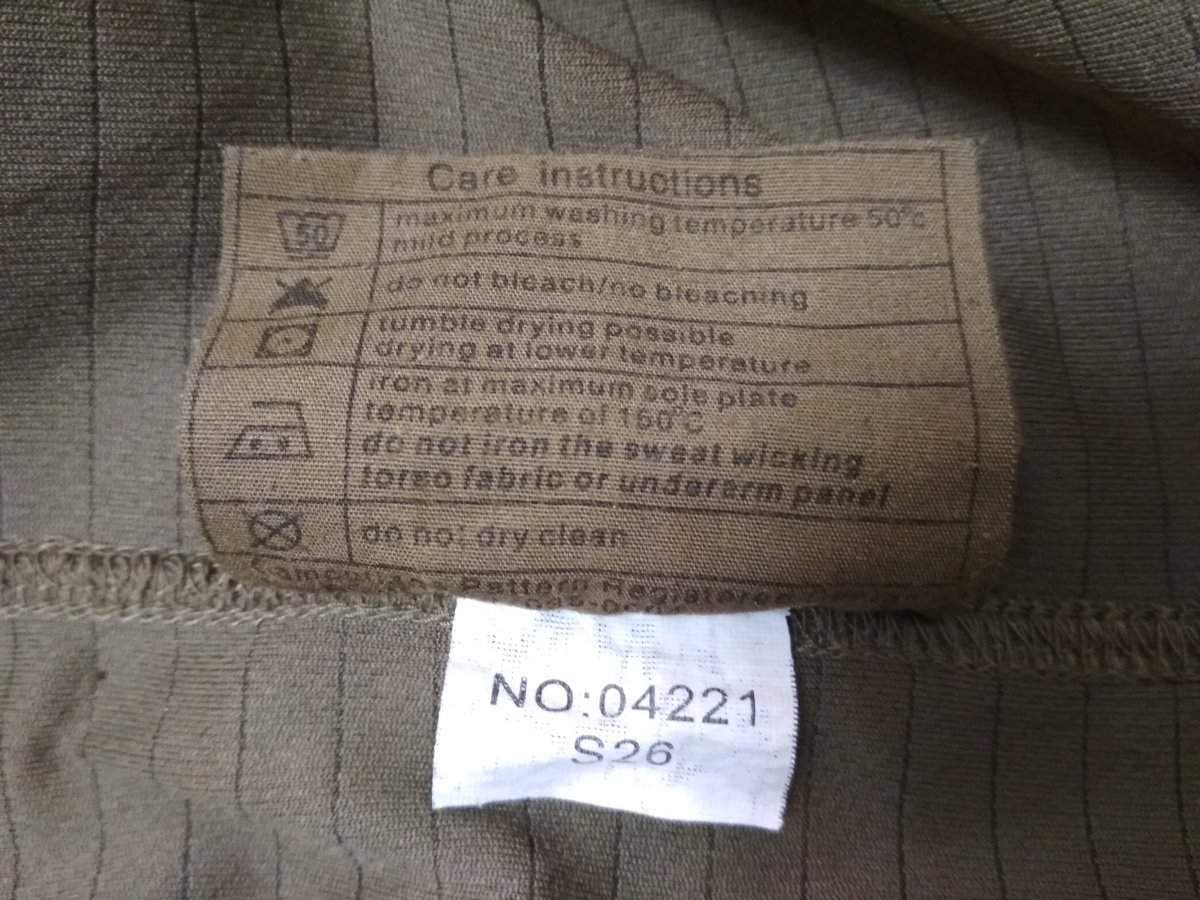 Care instructions
50
maximum washing temperature 50°c
mild process
do not bleach/no bleaching
tumble drying possible
drying at lower temperature
iron at maximum sole plate
temperature of 150°C
do not iron the sweat wicking
torso fabric or underarm panel
do not dry clean
Pattern Registered
NO:04221
S26